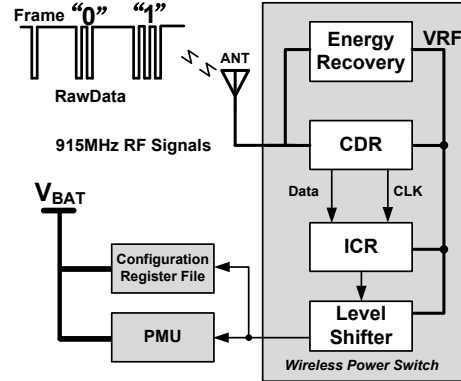 Frame “0” “1”
RawData
ANT
915MHz RF Signals
Energy
Recovery
VRF
CDR
Data
CLK
ICR
Level
Shifter
Wireless Power Switch
VBAT
Configuration
Register File
PMU